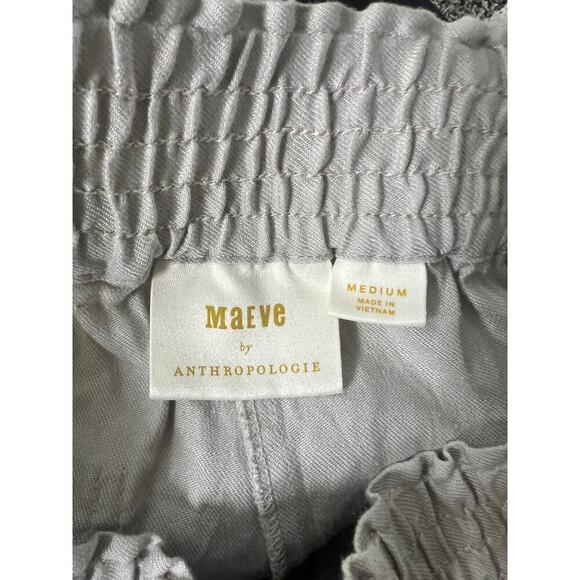 MaEVe
by
ANTHROPOLOGIE
MEDIUM
MADE IN
VIETNAM